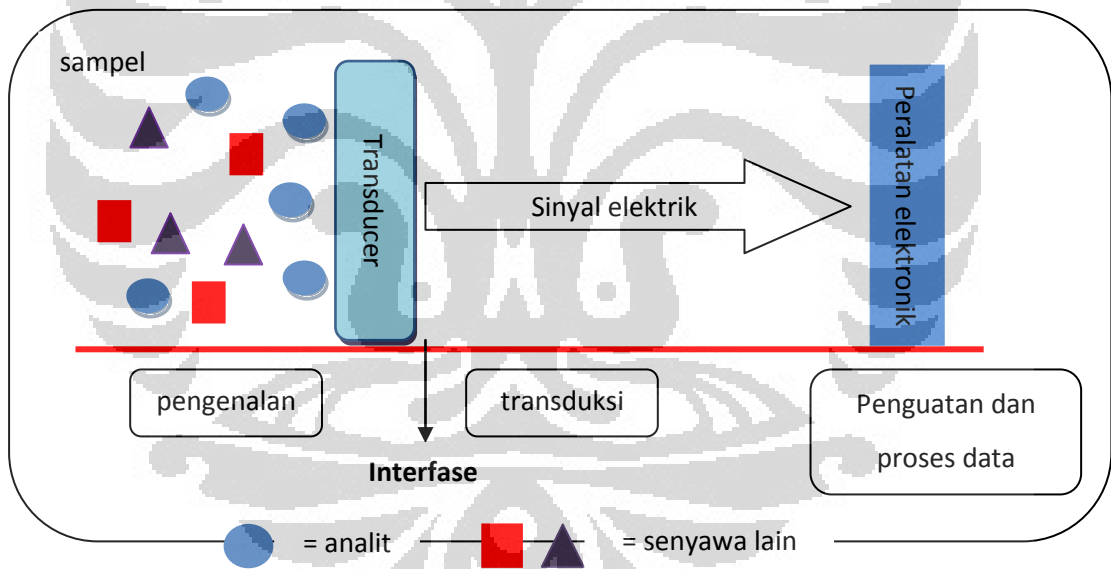 sampel
Transducer
Sinyal elektrik
Peralatan elektronik
pengenalan
transduksi
Penguatan dan
proses data
Interfase
= analit
= senyawa lain